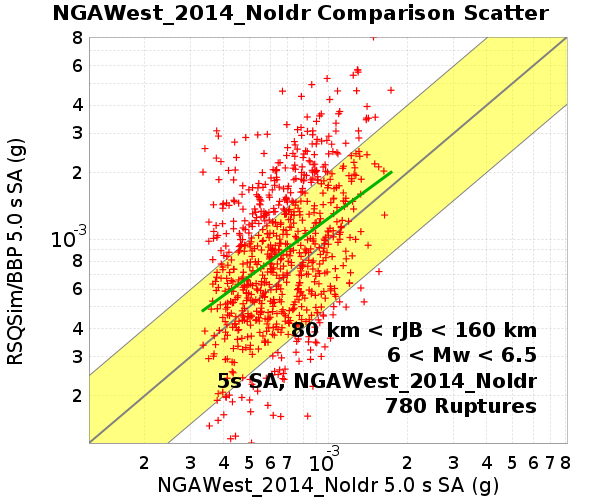 NGAWest_2014_NoIdr Comparison Scatter
8
6
4
3
2
10-3
8
6
4
3
2
RSQSim/BBP 5.0 s SA (g)
80 km < rJB < 160 km
6 < Mw < 6.5
5s SA, NGAWest_2014_NoIdr
780 Ruptures
2 3 4 5 6 7 10-3 2 3 4 5 6 7 8
NGAWest_2014_NoIdr 5.0 s SA (g)